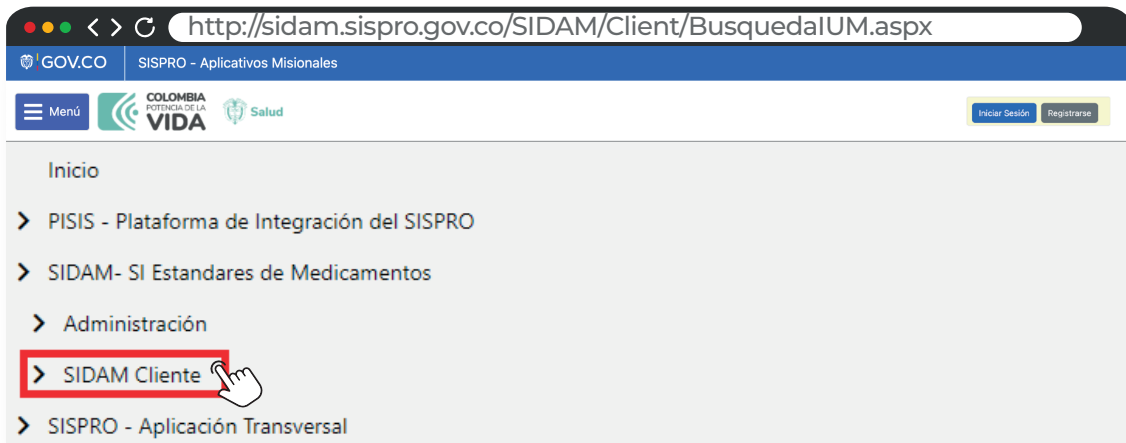 http://sidam.sispro.gov.co/SIDAM/Client/BusquedaIUM.aspx
GOV.CO SISPRO - Aplicativos Misionales
Menú
COLOMBIA
POTENCIA DE LA
VIDA
Salud
Iniciar Sesión Registrarse
Inicio
PISIS - Plataforma de Integración del SISPRO
SIDAM- SI Estandares de Medicamentos
Administración
SIDAM Cliente
SISPRO - Aplicación Transversal